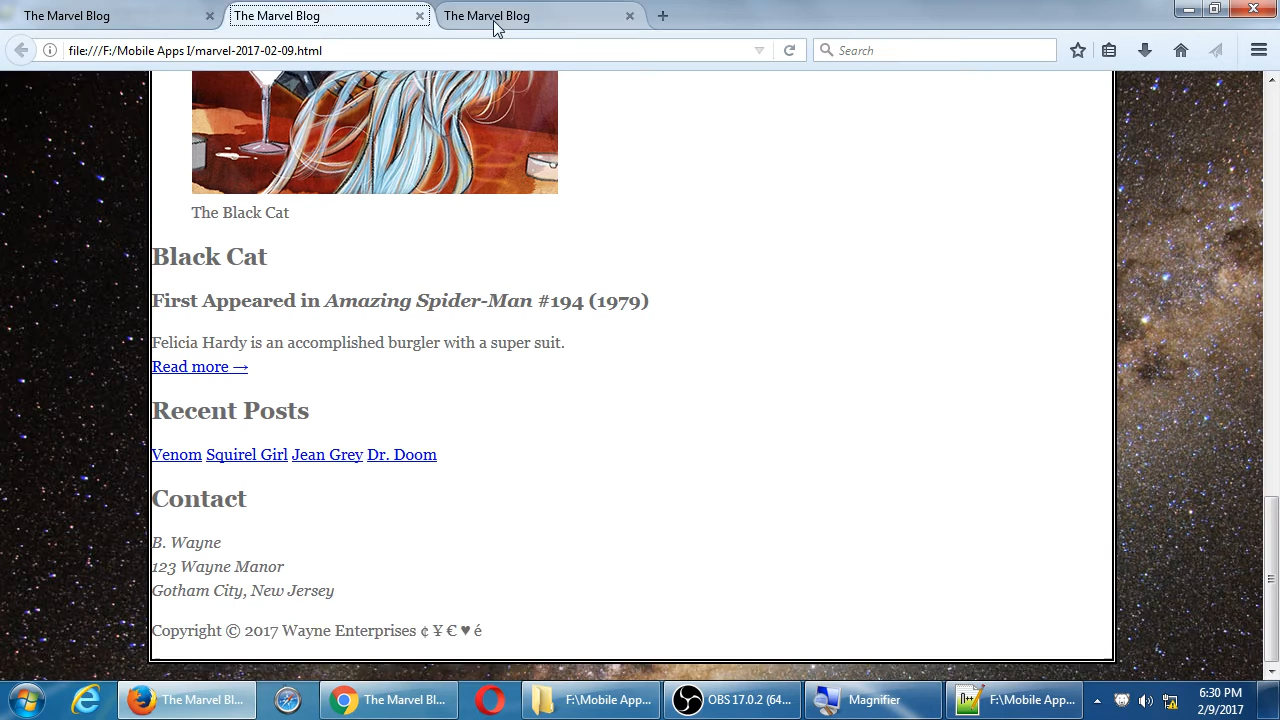 The Marvel Blog
The Marvel Blog
The Marvel Blog
file:///F:/Mobile Apps I/marvel-2017-02-09.html
Search
The Black Cat
Black Cat
First Appeared in Amazing Spider-Man #194 (1979)
Felicia Hardy is an accomplished burgler with a super suit.
Read more →
Recent Posts
Venom Squirel Girl Jean Grey Dr. Doom
Contact
B. Wayne
123 Wayne Manor
Gotham City, New Jersey
Copyright © 2017 Wayne Enterprises ¢ ¥ € ♥ é
The Marvel Bl...
The Marvel Bl...
F:\Mobile App...
OBS 17.0.2 (64...
Magnifier
F:\Mobile App...
6:30 PM
2/9/2017